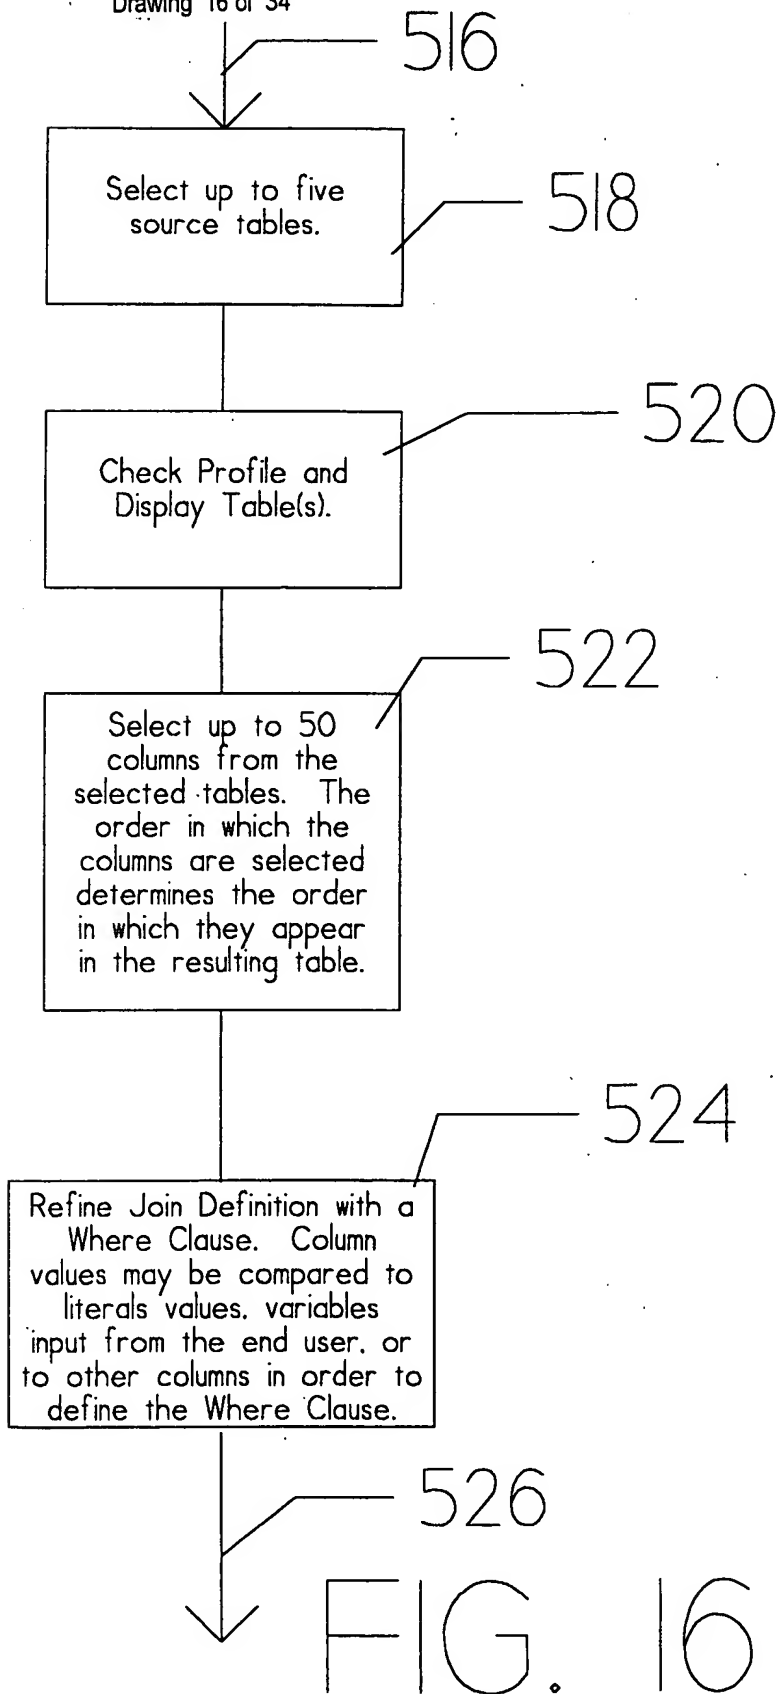 Drawing 16 of 34
516
Select up to five
source tables.
518
520
Check Profile and
Display Table(s).
522
Select up to 50
columns from the
selected tables. The
order in which the
columns are selected
determines the order
in which they appear
in the resulting table.
524
Refine Join Definition with a
Where Clause. Column
values may be compared to
literals values, variables
input from the end user, or
to other columns in order to
define the Where Clause.
526
FIG. 16